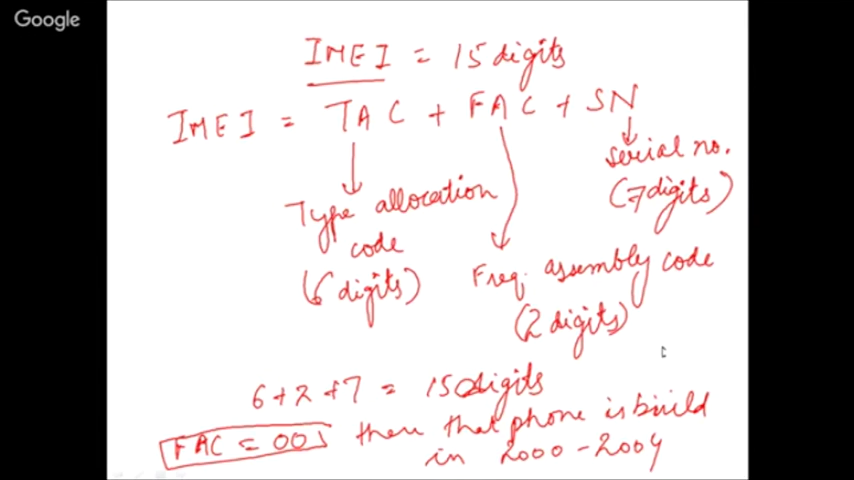 Google
IMEI = 15 digits
IMEI = TAC + FAC + SN
Serial no.
(7 digits)
Type allocation
code
(6 digits)
Freq. assembly code
(2 digits)
6+2+7 = 15 digits
FAC = 00 then that phone is build
in 2000 - 2004